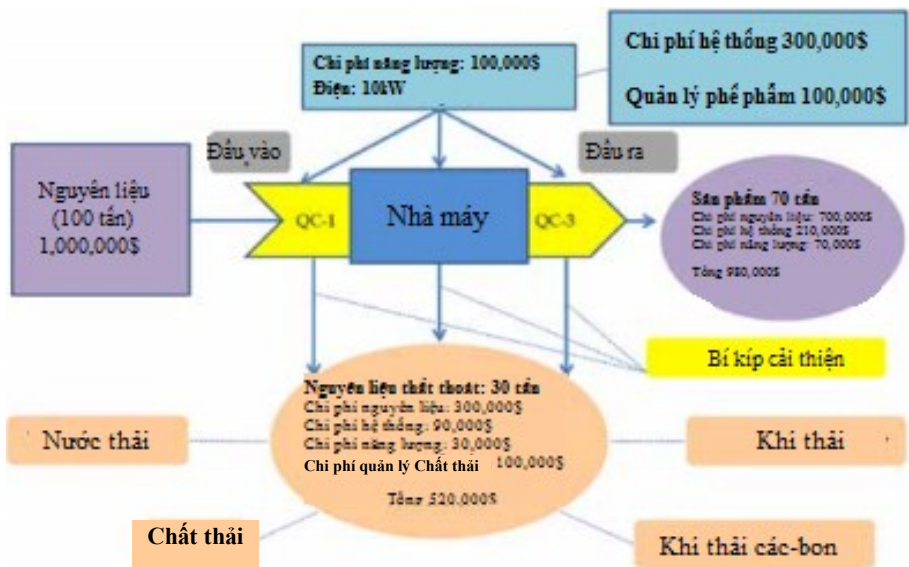 Chi phí năng lượng: 100,000$
Điện: 10kW
Chi phí hệ thống 300,000$
Quản lý phế phẩm 100,000$
Đầu vào
Đầu ra
Nguyên liệu
(100 tấn)
1,000,000$
QC-1
Nhà máy
QC-3
Sản phẩm 70 tấn
Chi phí nguyên liệu: 700,000$
Chi phí hệ thống 210,000$
Chi phí năng lượng: 70,000$
Tổng 980,000$
Bí kíp cải thiện
Nguyên liệu thất thoát: 30 tấn
Chi phí nguyên liệu: 300,000$
Chi phí hệ thống: 90,000$
Chi phí năng lượng: 30,000$
Chi phí quản lý Chất thải 100,000$
Tổng 520,000$
Nước thải
Khí thải
Chất thải
Khí thải các-bon